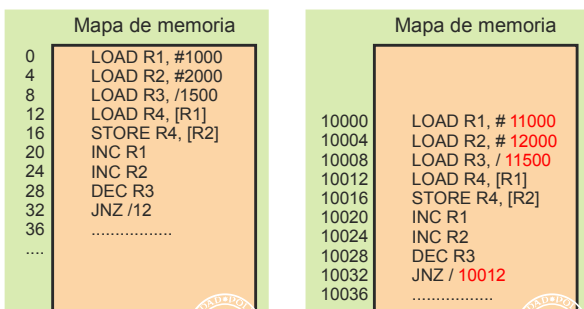 Mapa de memoria
0 LOAD R1, #1000
4 LOAD R2, #2000
8 LOAD R3, /1500
12 LOAD R4, [R1]
16 STORE R4, [R2]
20 INC R1
24 INC R2
28 DEC R3
32 JNZ /12
36 .................
....
Mapa de memoria
10000 LOAD R1, # 11000
10004 LOAD R2, # 12000
10008 LOAD R3, / 11500
10012 LOAD R4, [R1]
10016 STORE R4, [R2]
10020 INC R1
10024 INC R2
10028 DEC R3
10032 JNZ / 10012
10036 .................